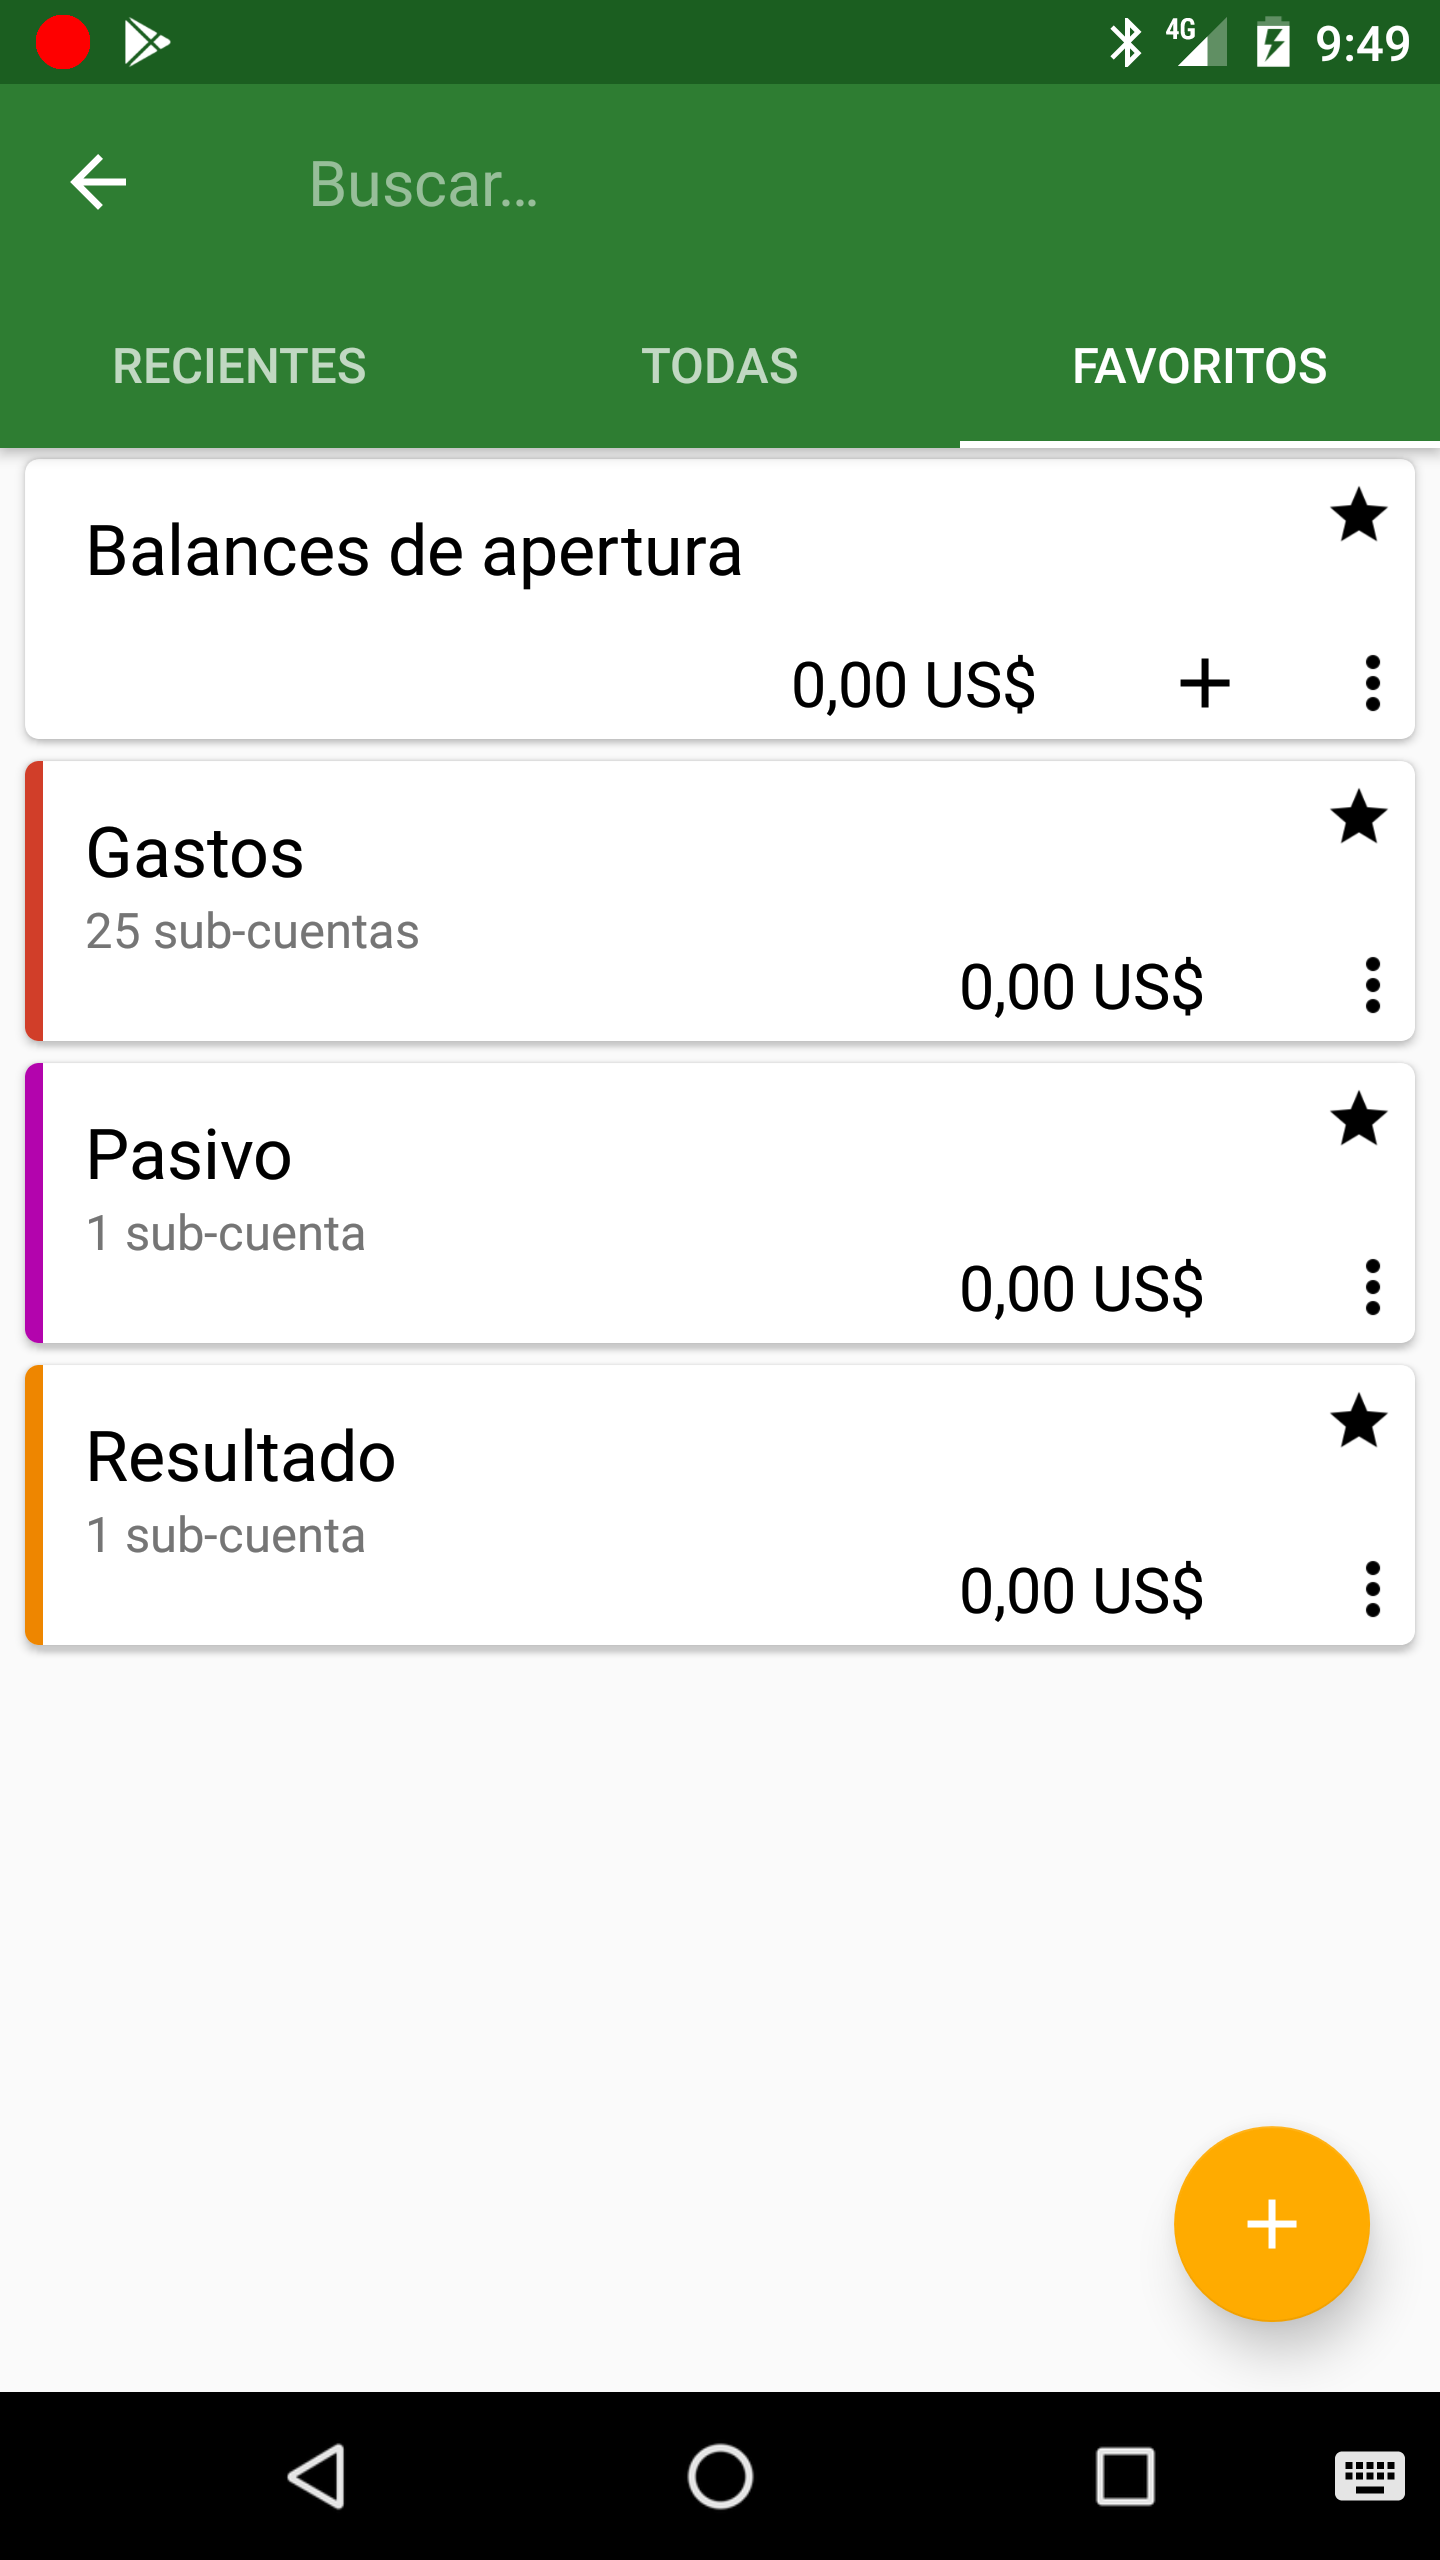 4G 9:49
Buscar...
RECIENTES TODAS FAVORITOS
Balances de apertura
0,00 US$
Gastos
25 sub-cuentas
0,00 US$
Pasivo
1 sub-cuenta
0,00 US$
Resultado
1 sub-cuenta
0,00 US$